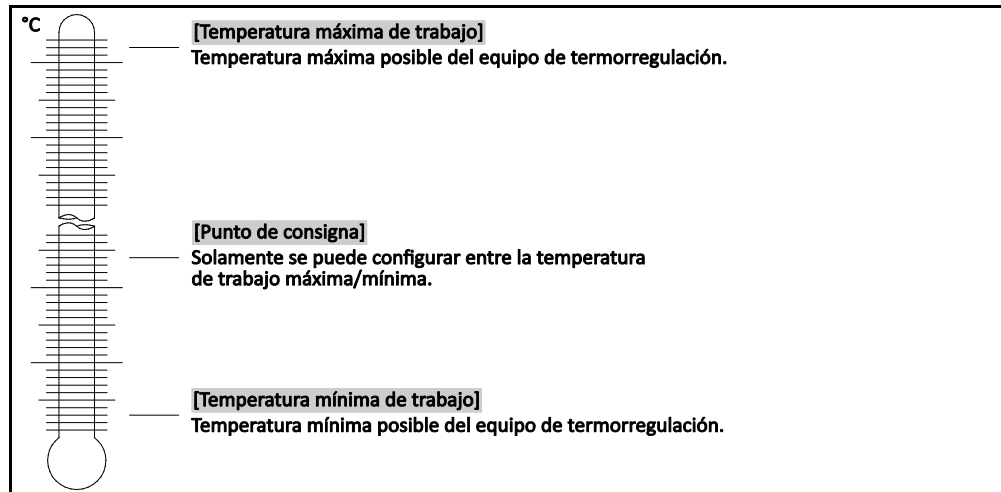 °C
[Temperatura máxima de trabajo]
Temperatura máxima posible del equipo de termorregulación.
[Punto de consigna]
Solamente se puede configurar entre la temperatura
de trabajo máxima/mínima.
[Temperatura mínima de trabajo]
Temperatura mínima posible del equipo de termorregulación.